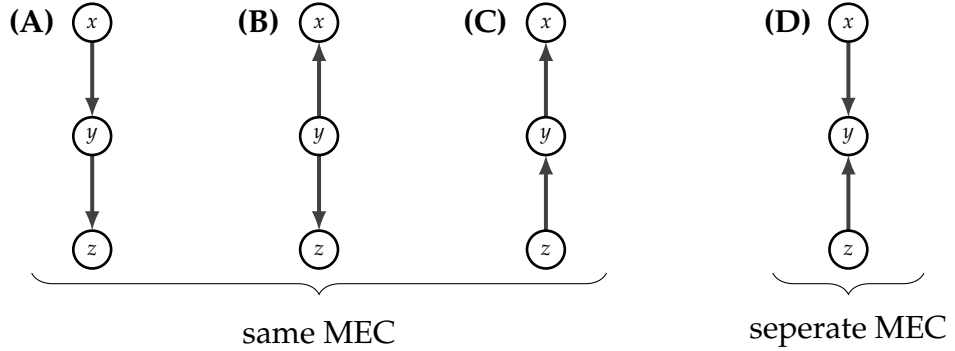 (A) x (B) x (C) x (D) x
y y y y
z z z z
same MEC seperate MEC